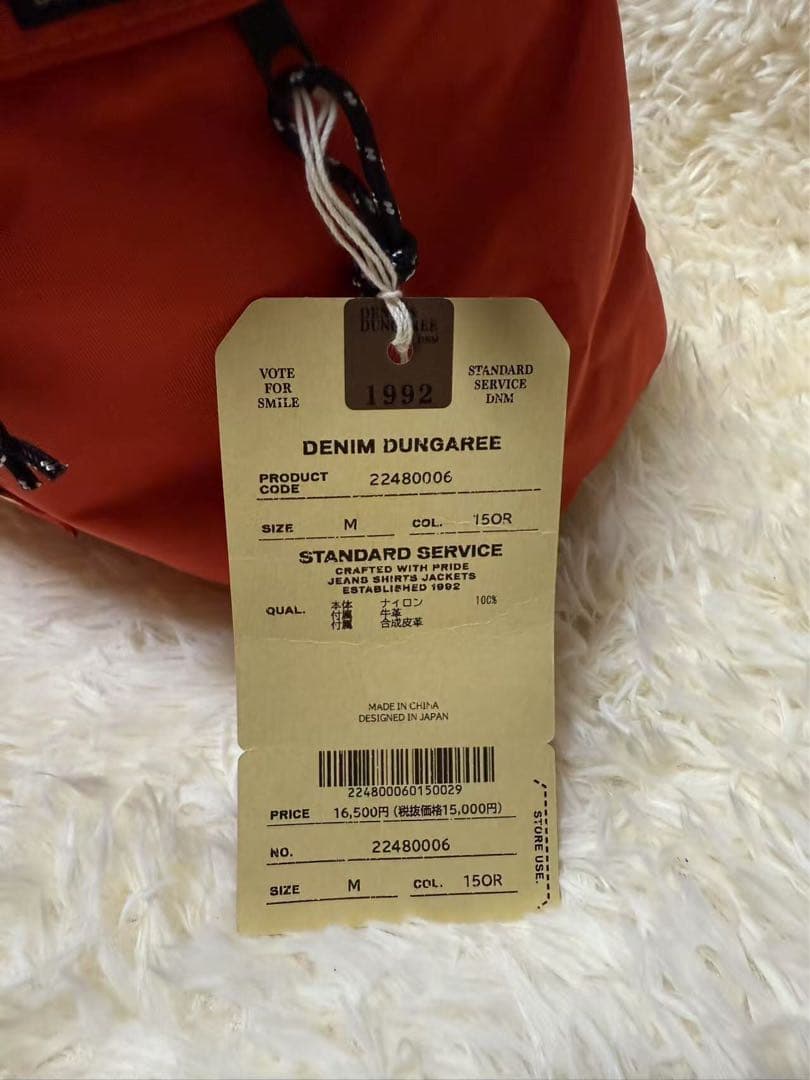 DENIM
DUNGAREE
DNM
1992
VOTE
FOR
SMILE
STANDARD
SERVICE
DNM
DENIM DUNGAREE
PRODUCT CODE 22480006
SIZE M COL. 15OR
STANDARD SERVICE
CRAFTED WITH PRIDE
JEANS SHIRTS JACKETS
ESTABLISHED 1992
QUAL. 本体 ナイロン 100%
付属 牛革
付属 合成皮革
MADE IN CHINA
DESIGNED IN JAPAN
224800060150029
PRICE 16,500円 (税抜価格15,000円)
NO. 22480006
SIZE M COL. 15OR
STORE USE.